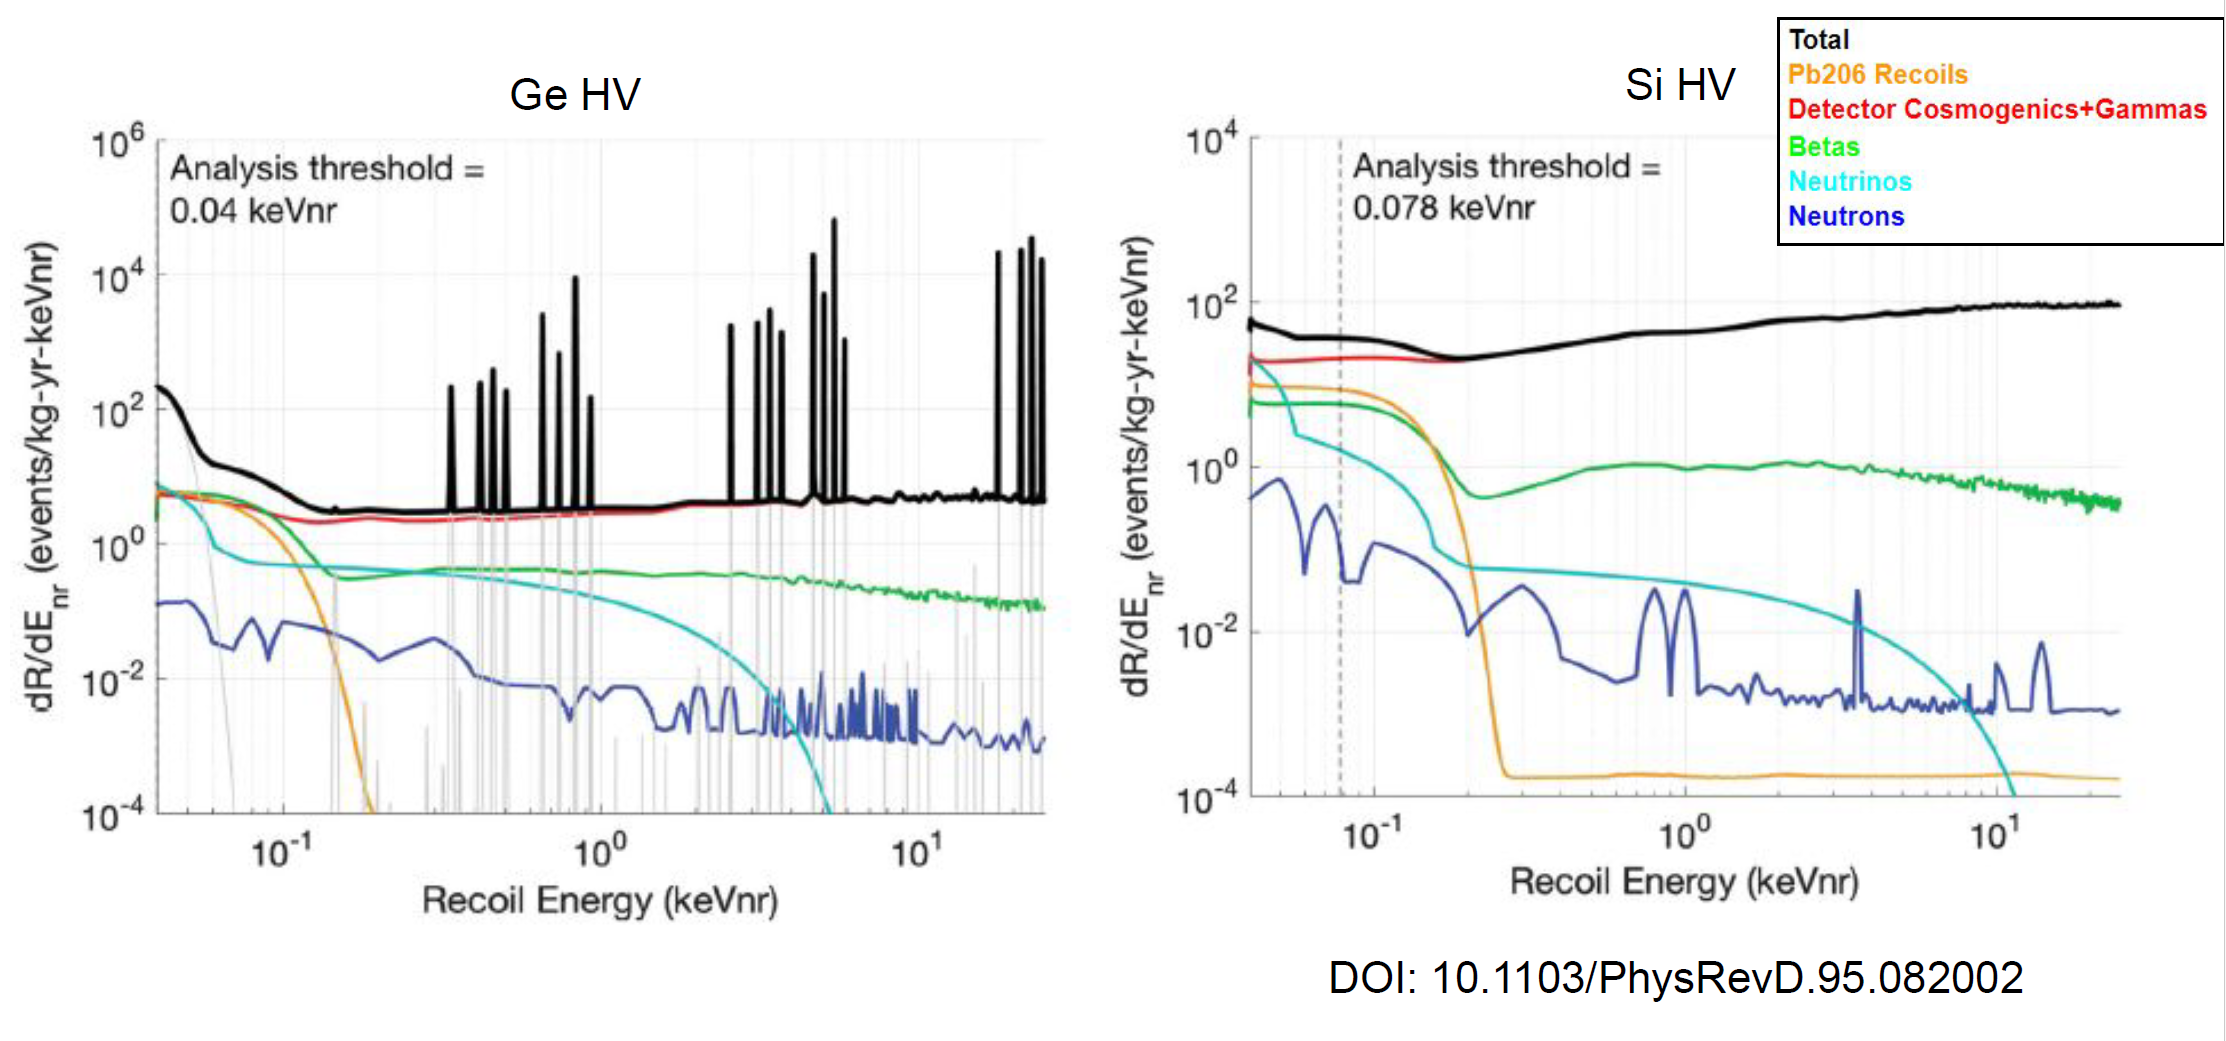 Ge HV
Analysis threshold =
0.04 keVnr
10^6
10^4
10^2
10^0
10^-2
10^-4
dR/dE_nr (events/kg-yr-keVnr)
10^-1
10^0
10^1
Recoil Energy (keVnr)
Si HV
Analysis threshold =
0.078 keVnr
10^4
10^2
10^0
10^-2
10^-4
dR/dE_nr (events/kg-yr-keVnr)
10^-1
10^0
10^1
Recoil Energy (keVnr)
Total
Pb206 Recoils
Detector Cosmogenics+Gammas
Betas
Neutrinos
Neutrons
DOI: 10.1103/PhysRevD.95.082002